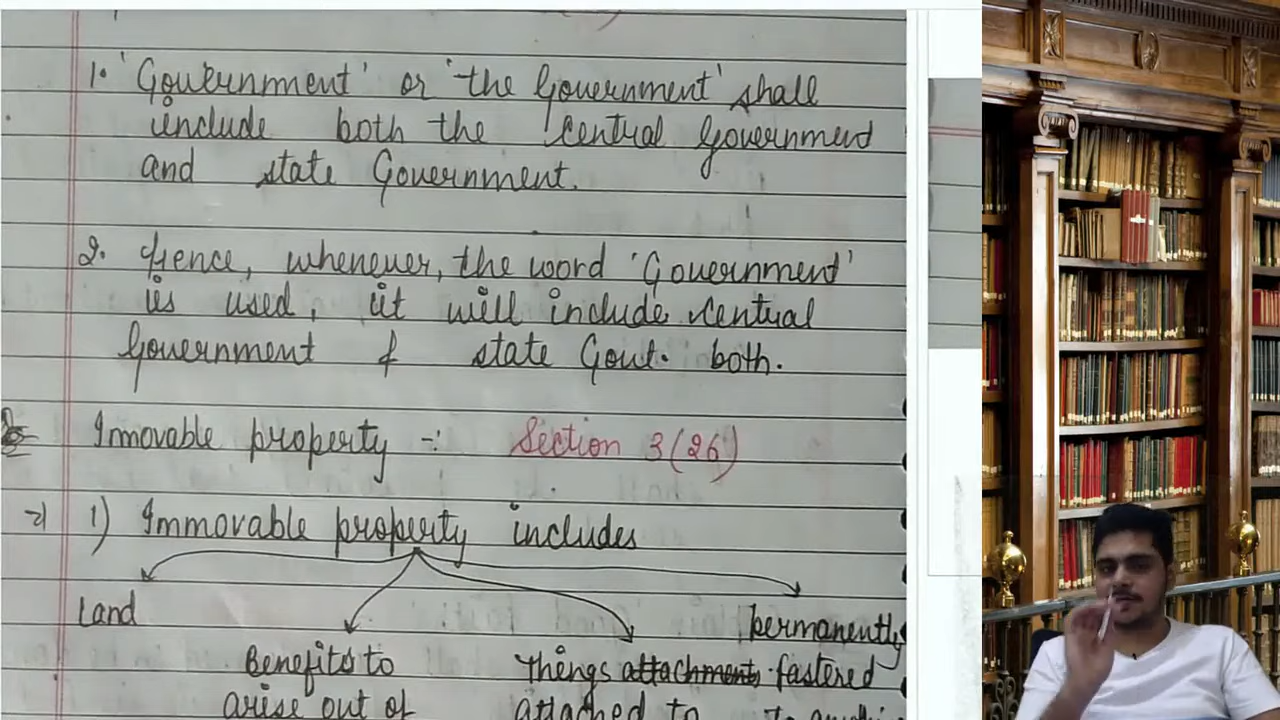 1. 'Government' or 'the Government' shall
include both the Central Government
and state Government.
2. Hence, whenever, the word 'Government'
is used, it will include Central
Government & state Govt. both.
Immovable property -: Section 3(26)
1) Immovable property includes
Land
permanently
Benefits to Things attachment fastened
arise out of attached to to anything